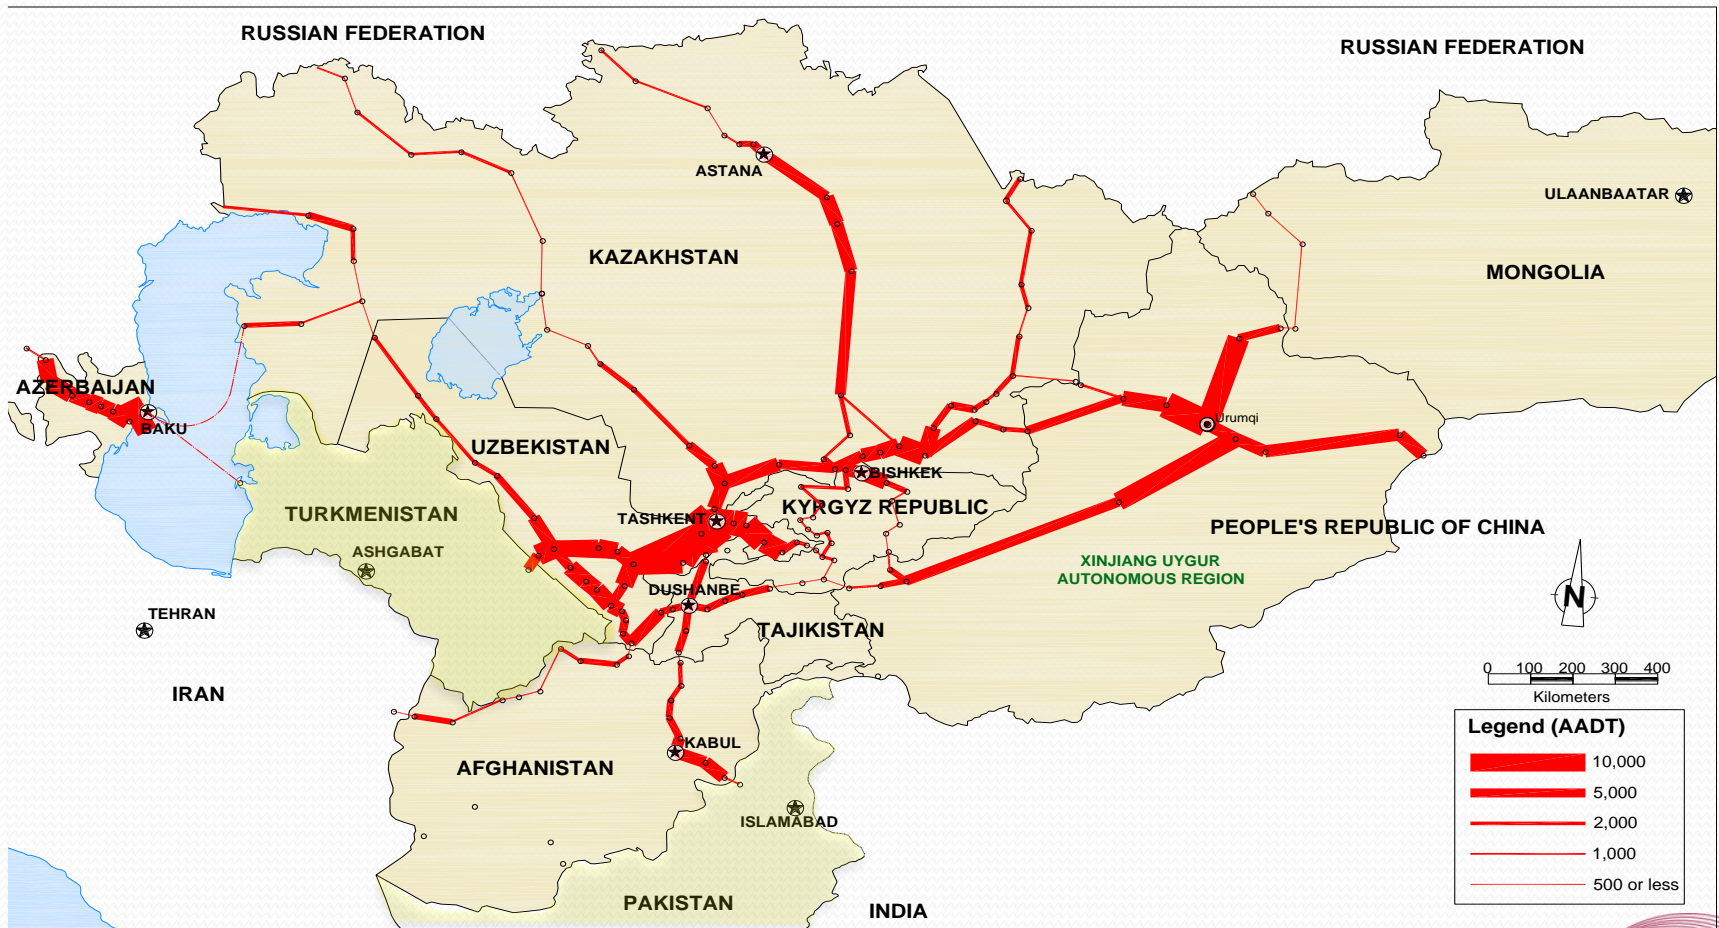 RUSSIAN FEDERATION
RUSSIAN FEDERATION
ASTANA
ULAANBAATAR
KAZAKHSTAN
MONGOLIA
AZERBAIJAN
BAKU
Urumqi
UZBEKISTAN
BISHKEK
TURKMENISTAN
TASHKENT
KYRGYZ REPUBLIC
PEOPLE'S REPUBLIC OF CHINA
ASHGABAT
XINJIANG UYGUR
AUTONOMOUS REGION
DUSHANBE
N
TEHRAN
TAJIKISTAN
IRAN
0 100 200 300 400
Kilometers
KABUL
AFGHANISTAN
Legend (AADT)
10,000
5,000
2,000
1,000
500 or less
ISLAMABAD
PAKISTAN
INDIA